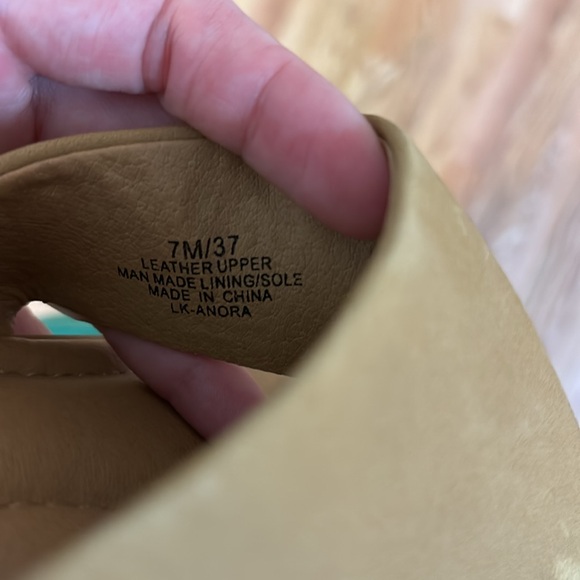 7M/37
LEATHER UPPER
MAN MADE LINING/SOLE
MADE IN CHINA
LK-ANORA